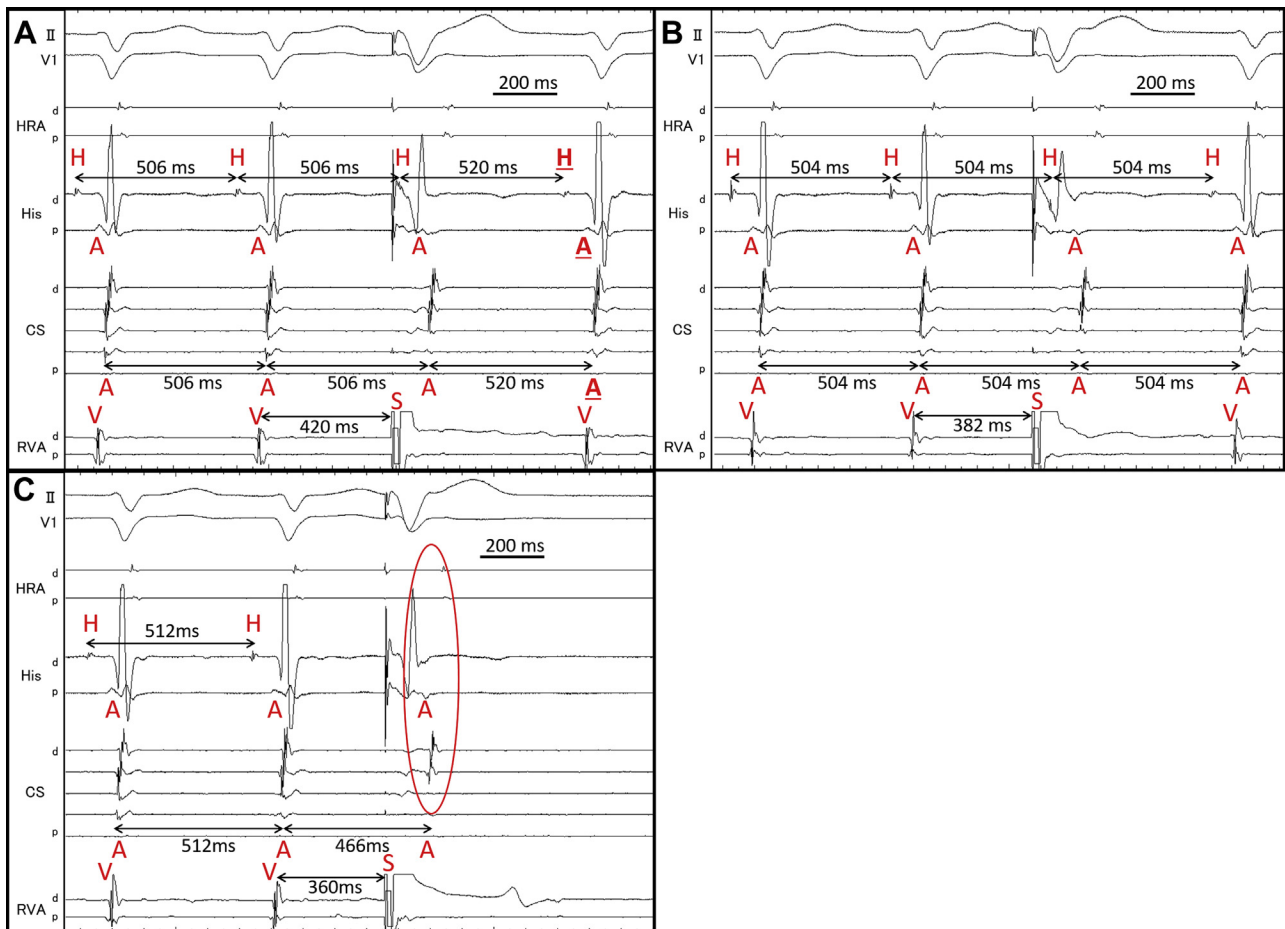 A
II
V1
200 ms
d
HRA
p
H H H H
506 ms 506 ms 520 ms
d
His
p
A A A A
d
CS
p
506 ms 506 ms 520 ms
A A A A
V V S V
420 ms
d
RVA
p
B
II
V1
200 ms
d
HRA
p
H H H H
504 ms 504 ms 504 ms
d
His
p
A A A A
d
CS
p
504 ms 504 ms 504 ms
A A A A
V V S V
382 ms
d
RVA
p
C
II
V1
200 ms
d
HRA
p
H H
512ms
d
His
p
A A A
d
CS
p
512ms 466ms
A A A
V V S
360ms
d
RVA
p